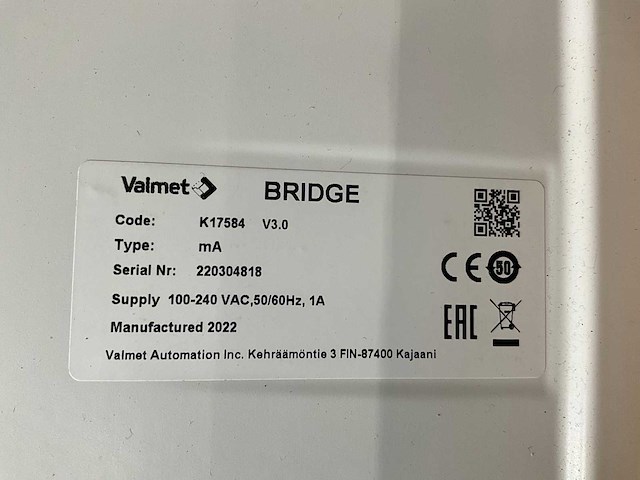 Valmet BRIDGE
Code: K17584 V3.0
Type: mA
Serial Nr: 220304818
Supply 100-240 VAC,50/60Hz, 1A
Manufactured 2022
Valmet Automation Inc. Kehräämöntie 3 FIN-87400 Kajaani
CE 50
EAC